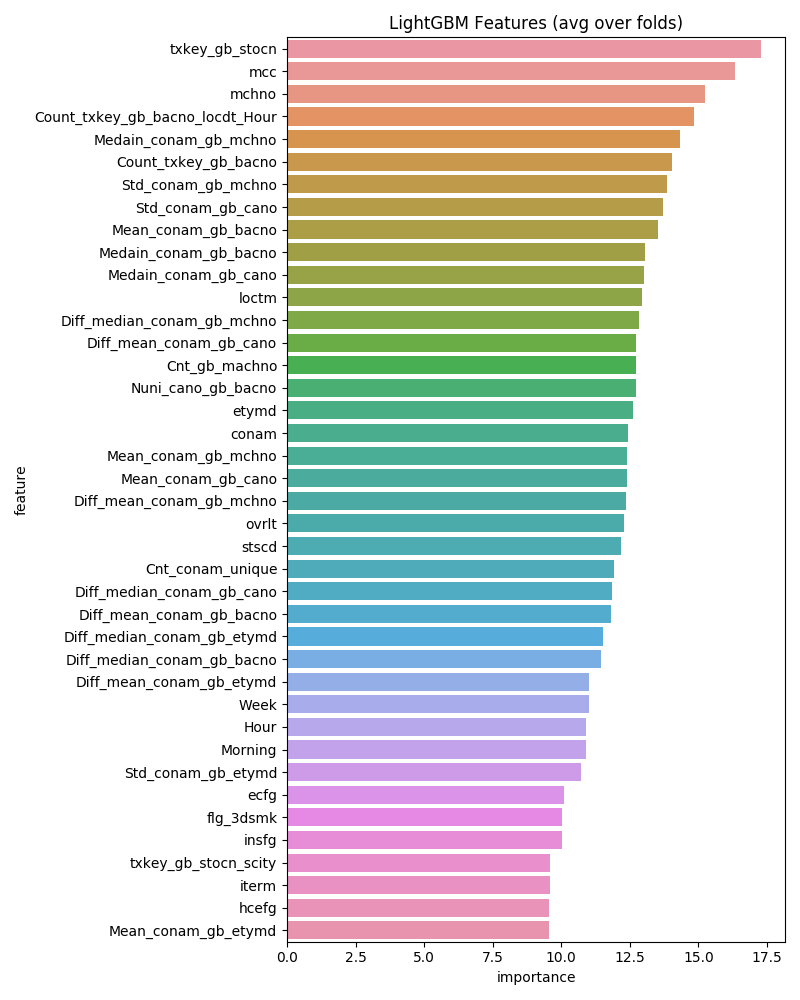 LightGBM Features (avg over folds)
txkey_gb_stocn
mcc
mchno
Count_txkey_gb_bacno_locdt_Hour
Medain_conam_gb_mchno
Count_txkey_gb_bacno
Std_conam_gb_mchno
Std_conam_gb_cano
Mean_conam_gb_bacno
Medain_conam_gb_bacno
Medain_conam_gb_cano
loctm
Diff_median_conam_gb_mchno
Diff_mean_conam_gb_cano
Cnt_gb_machno
Nuni_cano_gb_bacno
etymd
conam
Mean_conam_gb_mchno
Mean_conam_gb_cano
Diff_mean_conam_gb_mchno
ovrlt
stscd
Cnt_conam_unique
Diff_median_conam_gb_cano
Diff_mean_conam_gb_bacno
Diff_median_conam_gb_etymd
Diff_median_conam_gb_bacno
Diff_mean_conam_gb_etymd
Week
Hour
Morning
Std_conam_gb_etymd
ecfg
flg_3dsmk
insfg
txkey_gb_stocn_scity
iterm
hcefg
Mean_conam_gb_etymd
feature
0.0 2.5 5.0 7.5 10.0 12.5 15.0 17.5
importance